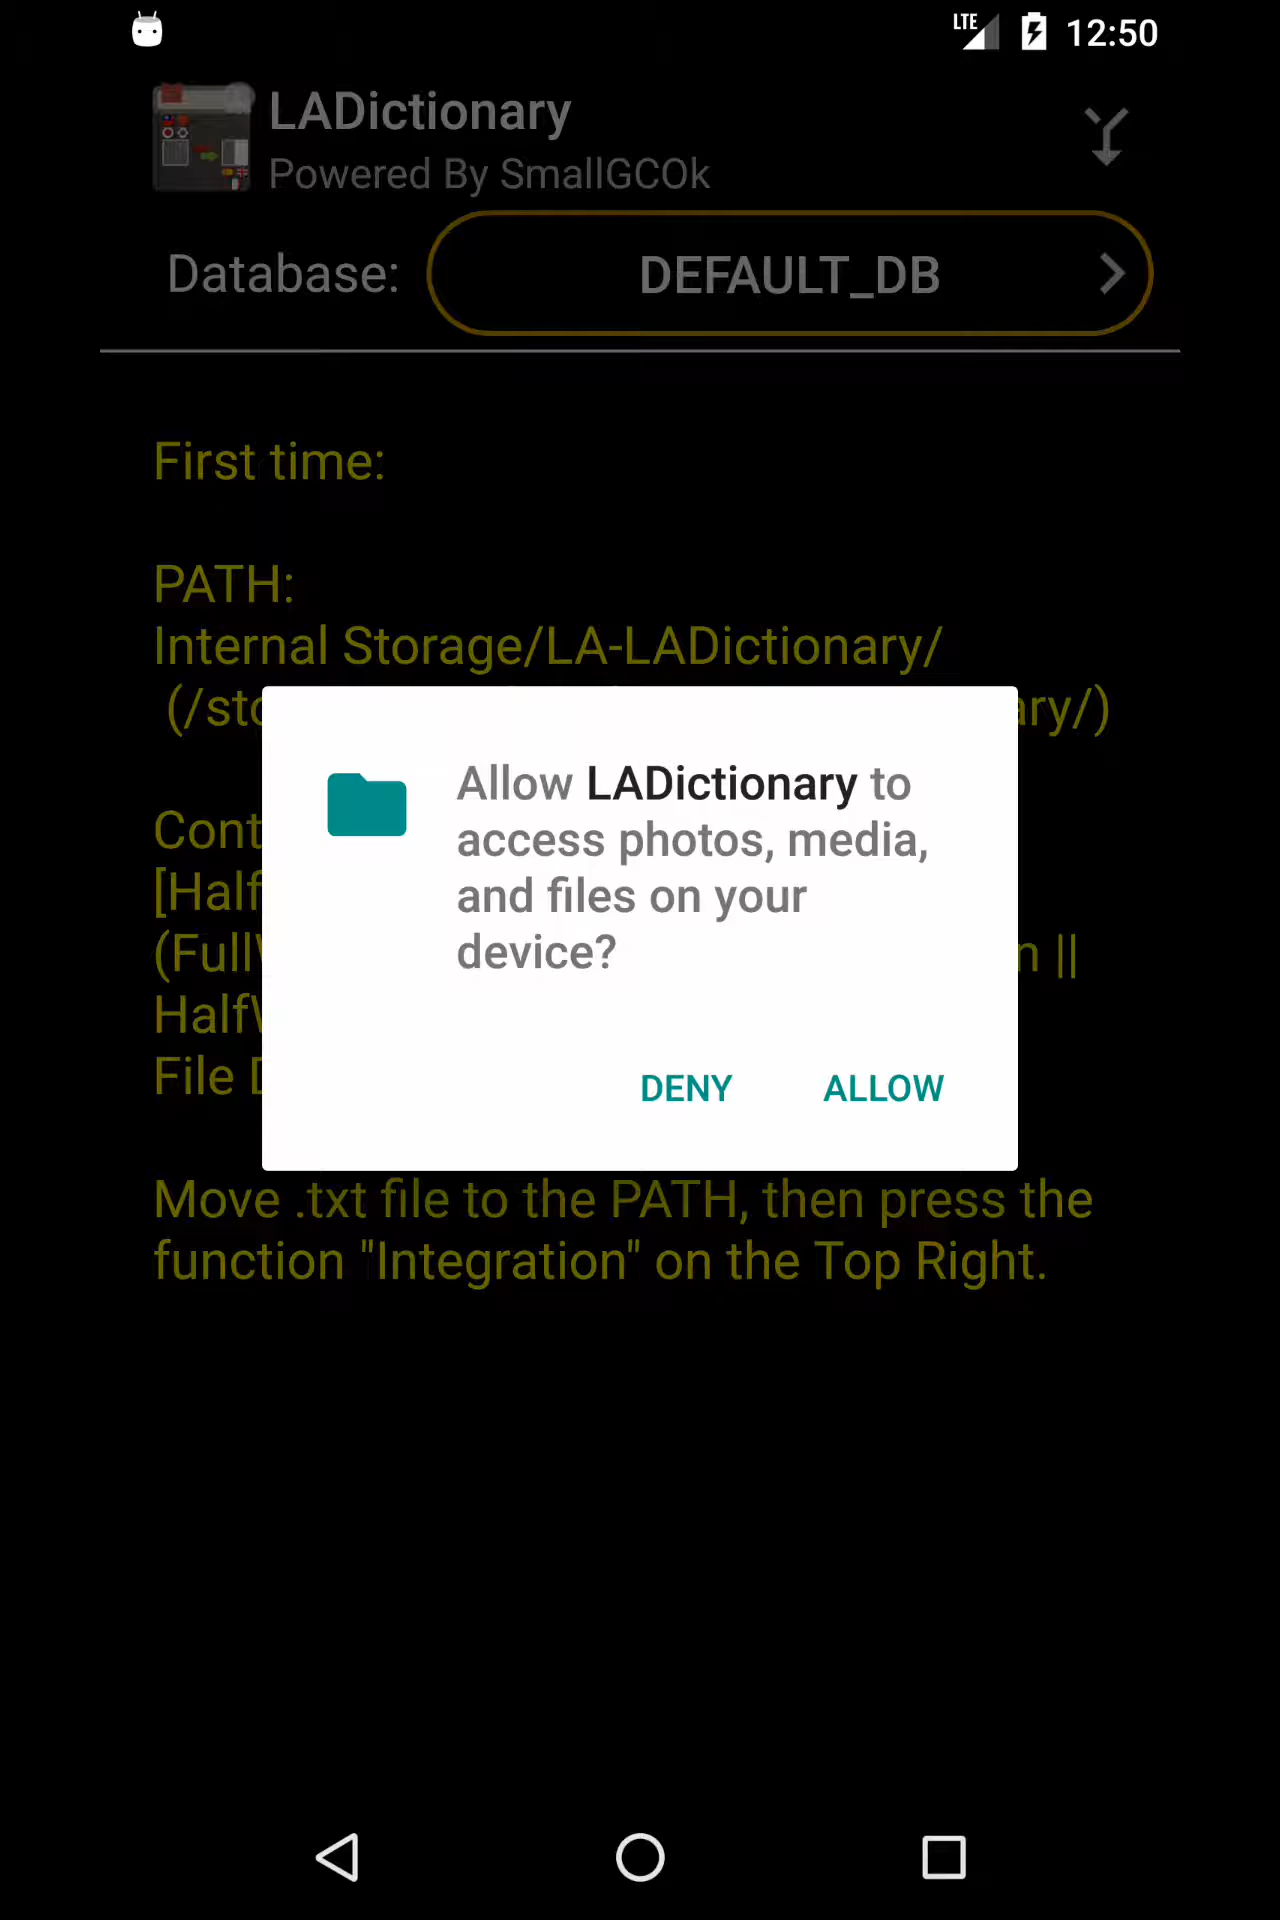 LTE 12:50
LADictionary
Powered By SmallGCOk
Database: DEFAULT_DB
First time:
PATH:
Internal Storage/LA-LADictionary/
Allow LADictionary to
access photos, media,
and files on your
device?
DENY ALLOW
File
Move .txt file to the PATH, then press the
function "Integration" on the Top Right.